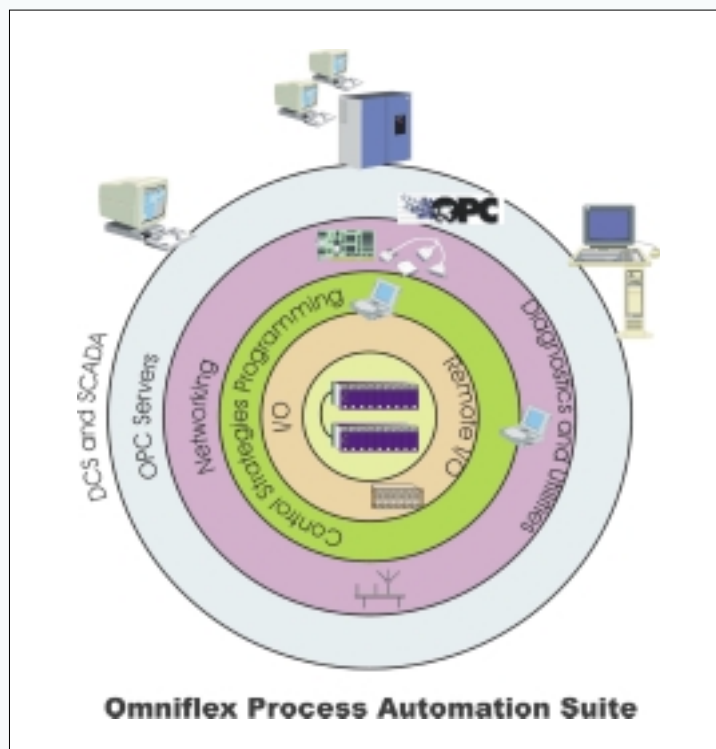 OPC
DCS and SCADA
OPC Servers
Networking
Control Strategies Programming
I/O
Remote I/O
Diagnostics and Utilities
Omniflex Process Automation Suite